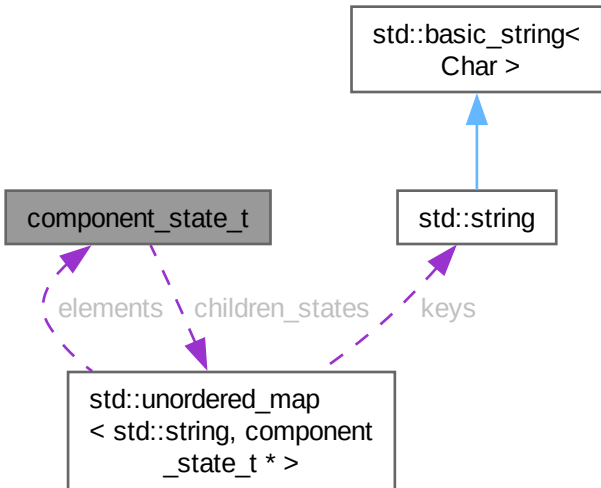 std::basic_string<
Char >
component_state_t
std::string
elements
children_states
keys
std::unordered_map
< std::string, component
_state_t * >